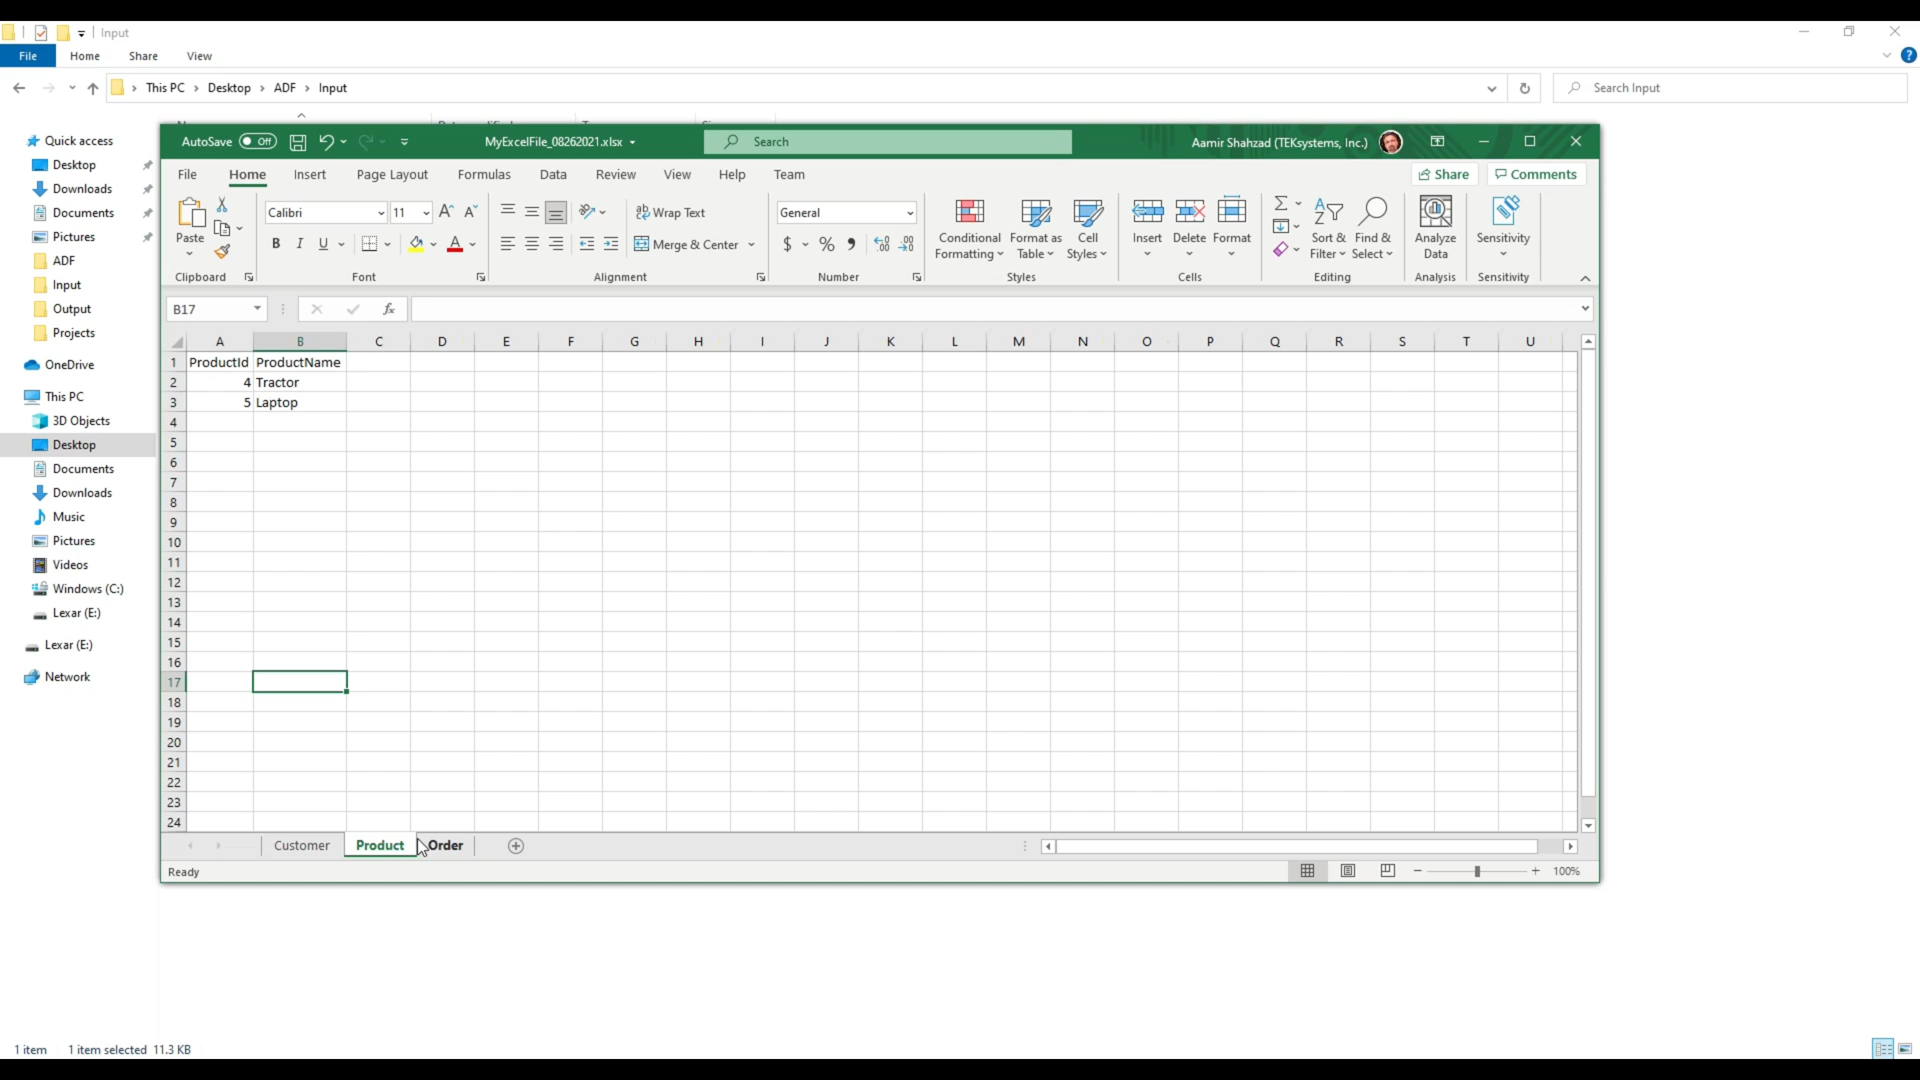 Input
File Home Share View
This PC Desktop ADF Input
Search Input
Quick access
Desktop
Downloads
Documents
Pictures
ADF
Input
Output
Projects
OneDrive
This PC
3D Objects
Desktop
Documents
Downloads
Music
Pictures
Videos
Windows (C:)
Lexar (E:)
Lexar (E:)
Network
AutoSave Off MyExcelFile_08262021.xlsx Search Aamir Shahzad (TEKsystems, Inc.)
File Home Insert Page Layout Formulas Data Review View Help Team Share Comments
Paste
Calibri 11
B I U
Wrap Text
Merge & Center
General
$ %
Conditional Formatting
Format as Table
Cell Styles
Insert Delete Format
Sort & Filter
Find & Select
Analyze Data
Sensitivity
Clipboard Font Alignment Number Styles Cells Editing Analysis Sensitivity
B17 fx
A B C D E F G H I J K L M N O P Q R S T U
1 ProductId ProductName
2 4 Tractor
3 5 Laptop
4
5
6
7
8
9
10
11
12
13
14
15
16
17
18
19
20
21
22
23
24
Customer Product Order
Ready 100%
1 item 1 item selected 11.3 KB